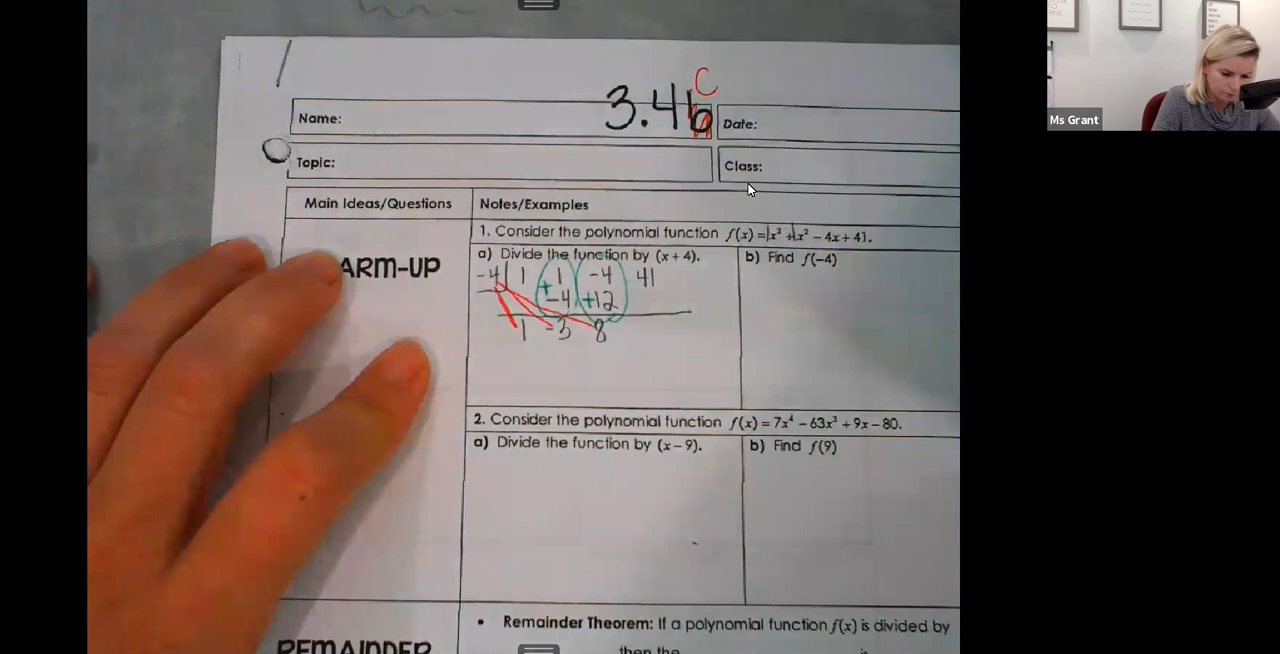 3.4b C
Name:
Date:
Topic:
Class:
Main Ideas/Questions
Notes/Examples
ARM-UP
1. Consider the polynomial function f(x) = 1x³ + 1x² − 4x + 41.
a) Divide the function by (x + 4).
-4| 1 1 -4 41
+ -4 +12
1 -3 8
b) Find f(−4)
2. Consider the polynomial function f(x) = 7x⁴ − 63x³ + 9x − 80.
a) Divide the function by (x − 9).
b) Find f(9)
REMAINDER
• Remainder Theorem: If a polynomial function f(x) is divided by
then the is
Ms Grant